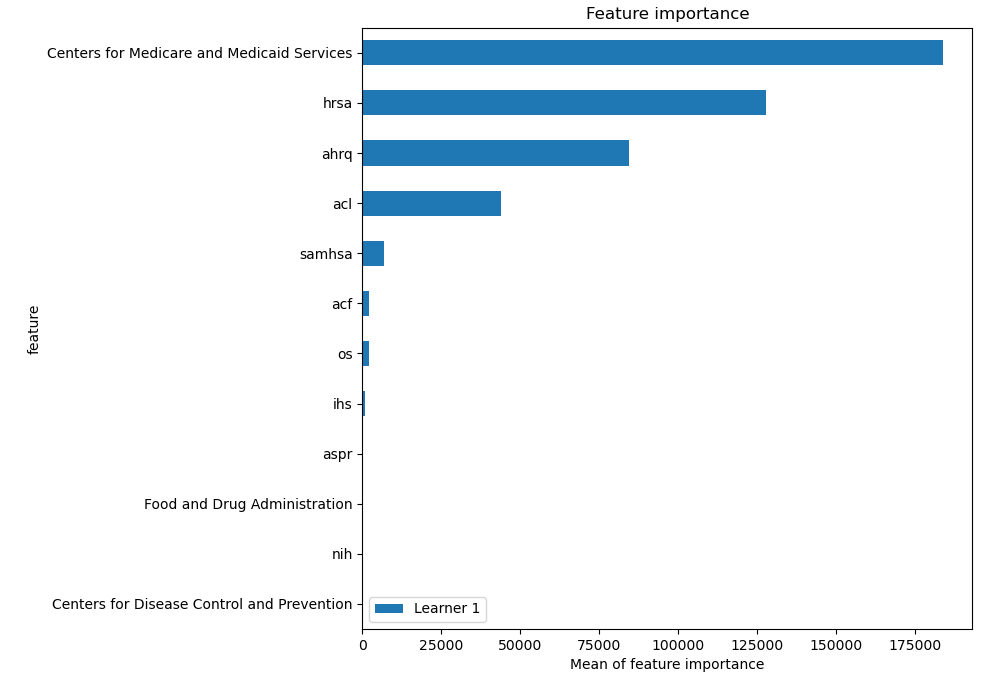 Feature importance
Centers for Medicare and Medicaid Services
hrsa
ahrq
acl
samhsa
acf
os
ihs
aspr
Food and Drug Administration
nih
Centers for Disease Control and Prevention
feature
Learner 1
0 25000 50000 75000 100000 125000 150000 175000
Mean of feature importance